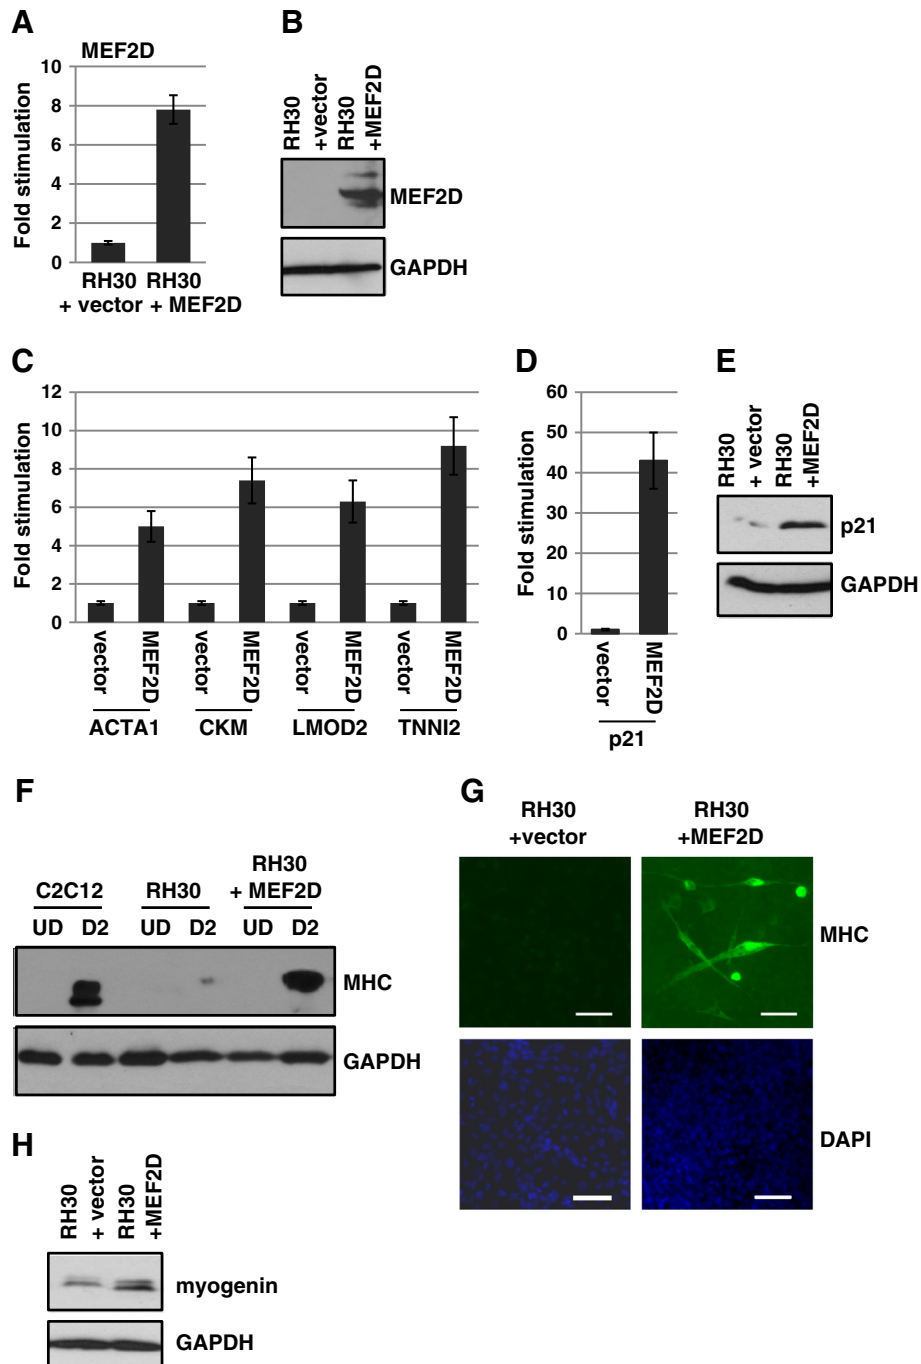 A
MEF2D
Fold stimulation
10
8
6
4
2
0
RH30 RH30
+ vector + MEF2D
B
RH30
+vector
RH30
+MEF2D
MEF2D
GAPDH
C
Fold stimulation
12
10
8
6
4
2
0
vector
MEF2D
vector
MEF2D
vector
MEF2D
vector
MEF2D
ACTA1 CKM LMOD2 TNNI2
D
Fold stimulation
60
50
40
30
20
10
0
vector
MEF2D
p21
E
RH30
+ vector
RH30
+MEF2D
p21
GAPDH
F
C2C12 RH30 RH30
+ MEF2D
UD D2 UD D2 UD D2
MHC
GAPDH
G
RH30
+vector
RH30
+MEF2D
MHC
DAPI
H
RH30
+ vector
RH30
+MEF2D
myogenin
GAPDH